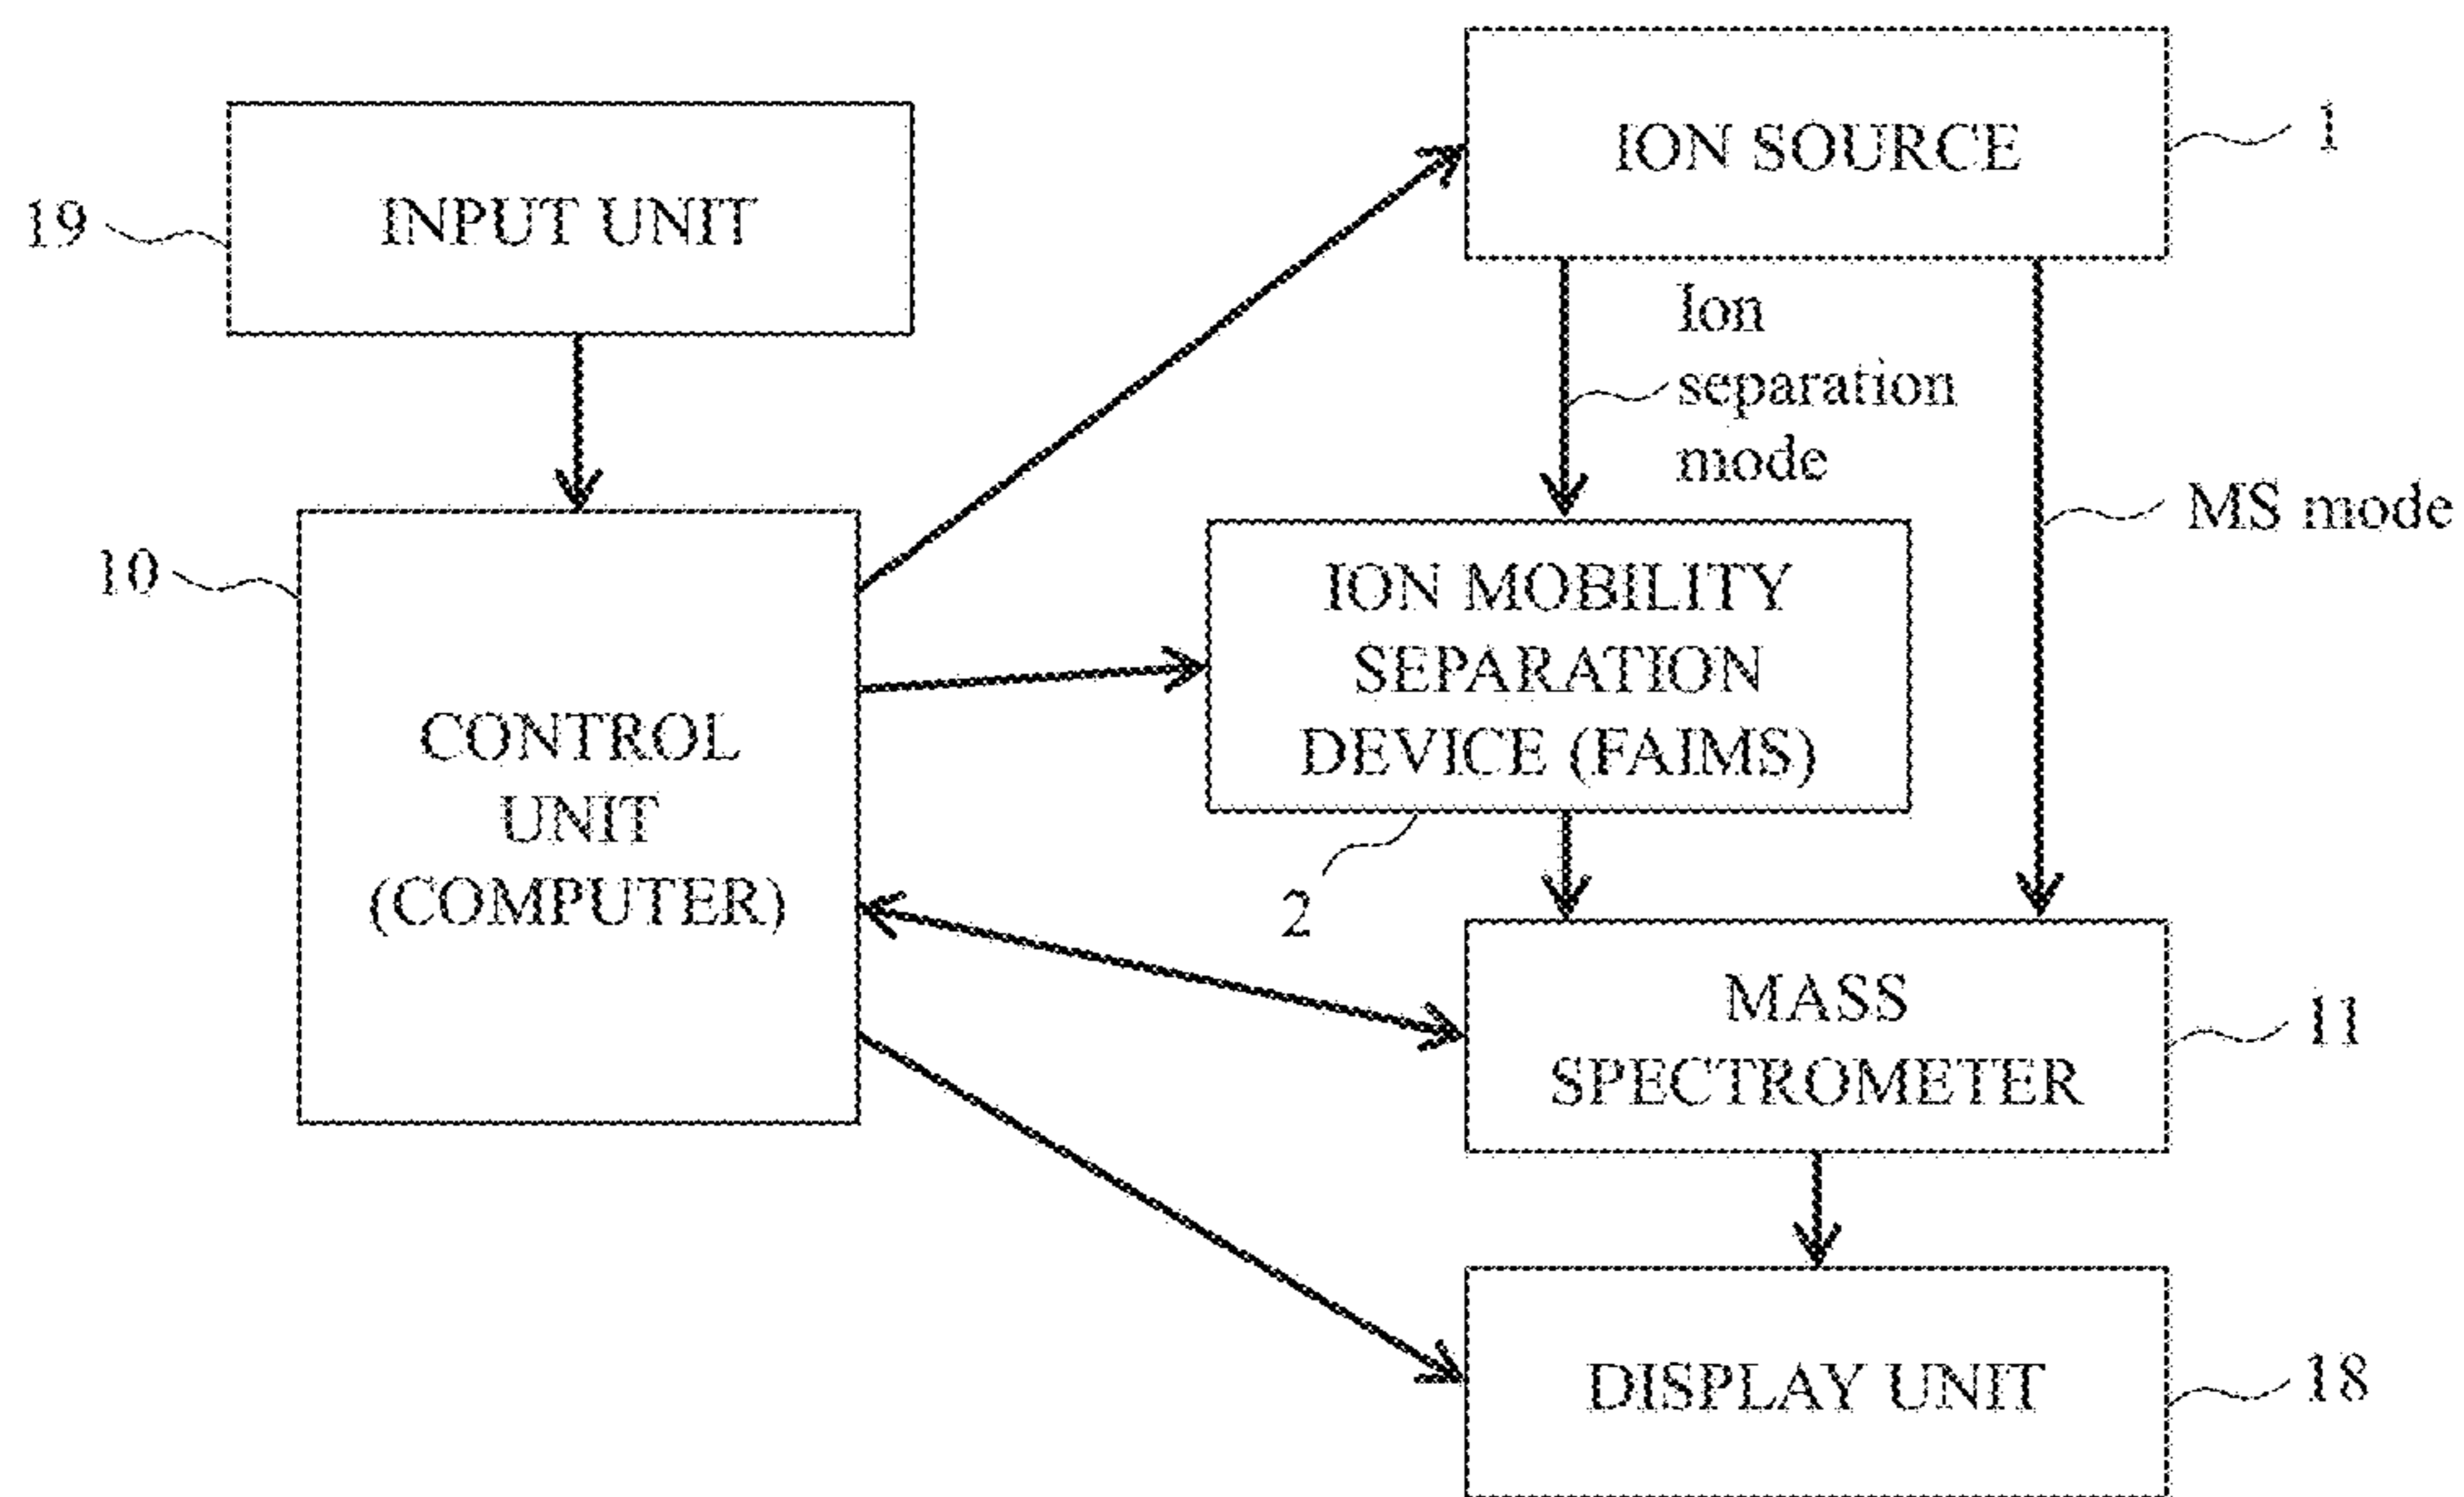 ION SOURCE
1
INPUT UNIT
19
Ion
separation
mode
MS mode
10
ION MOBILITY
SEPARATION
DEVICE (FAIMS)
2
CONTROL
UNIT
(COMPUTER)
MASS
SPECTROMETER
11
DISPLAY UNIT
18